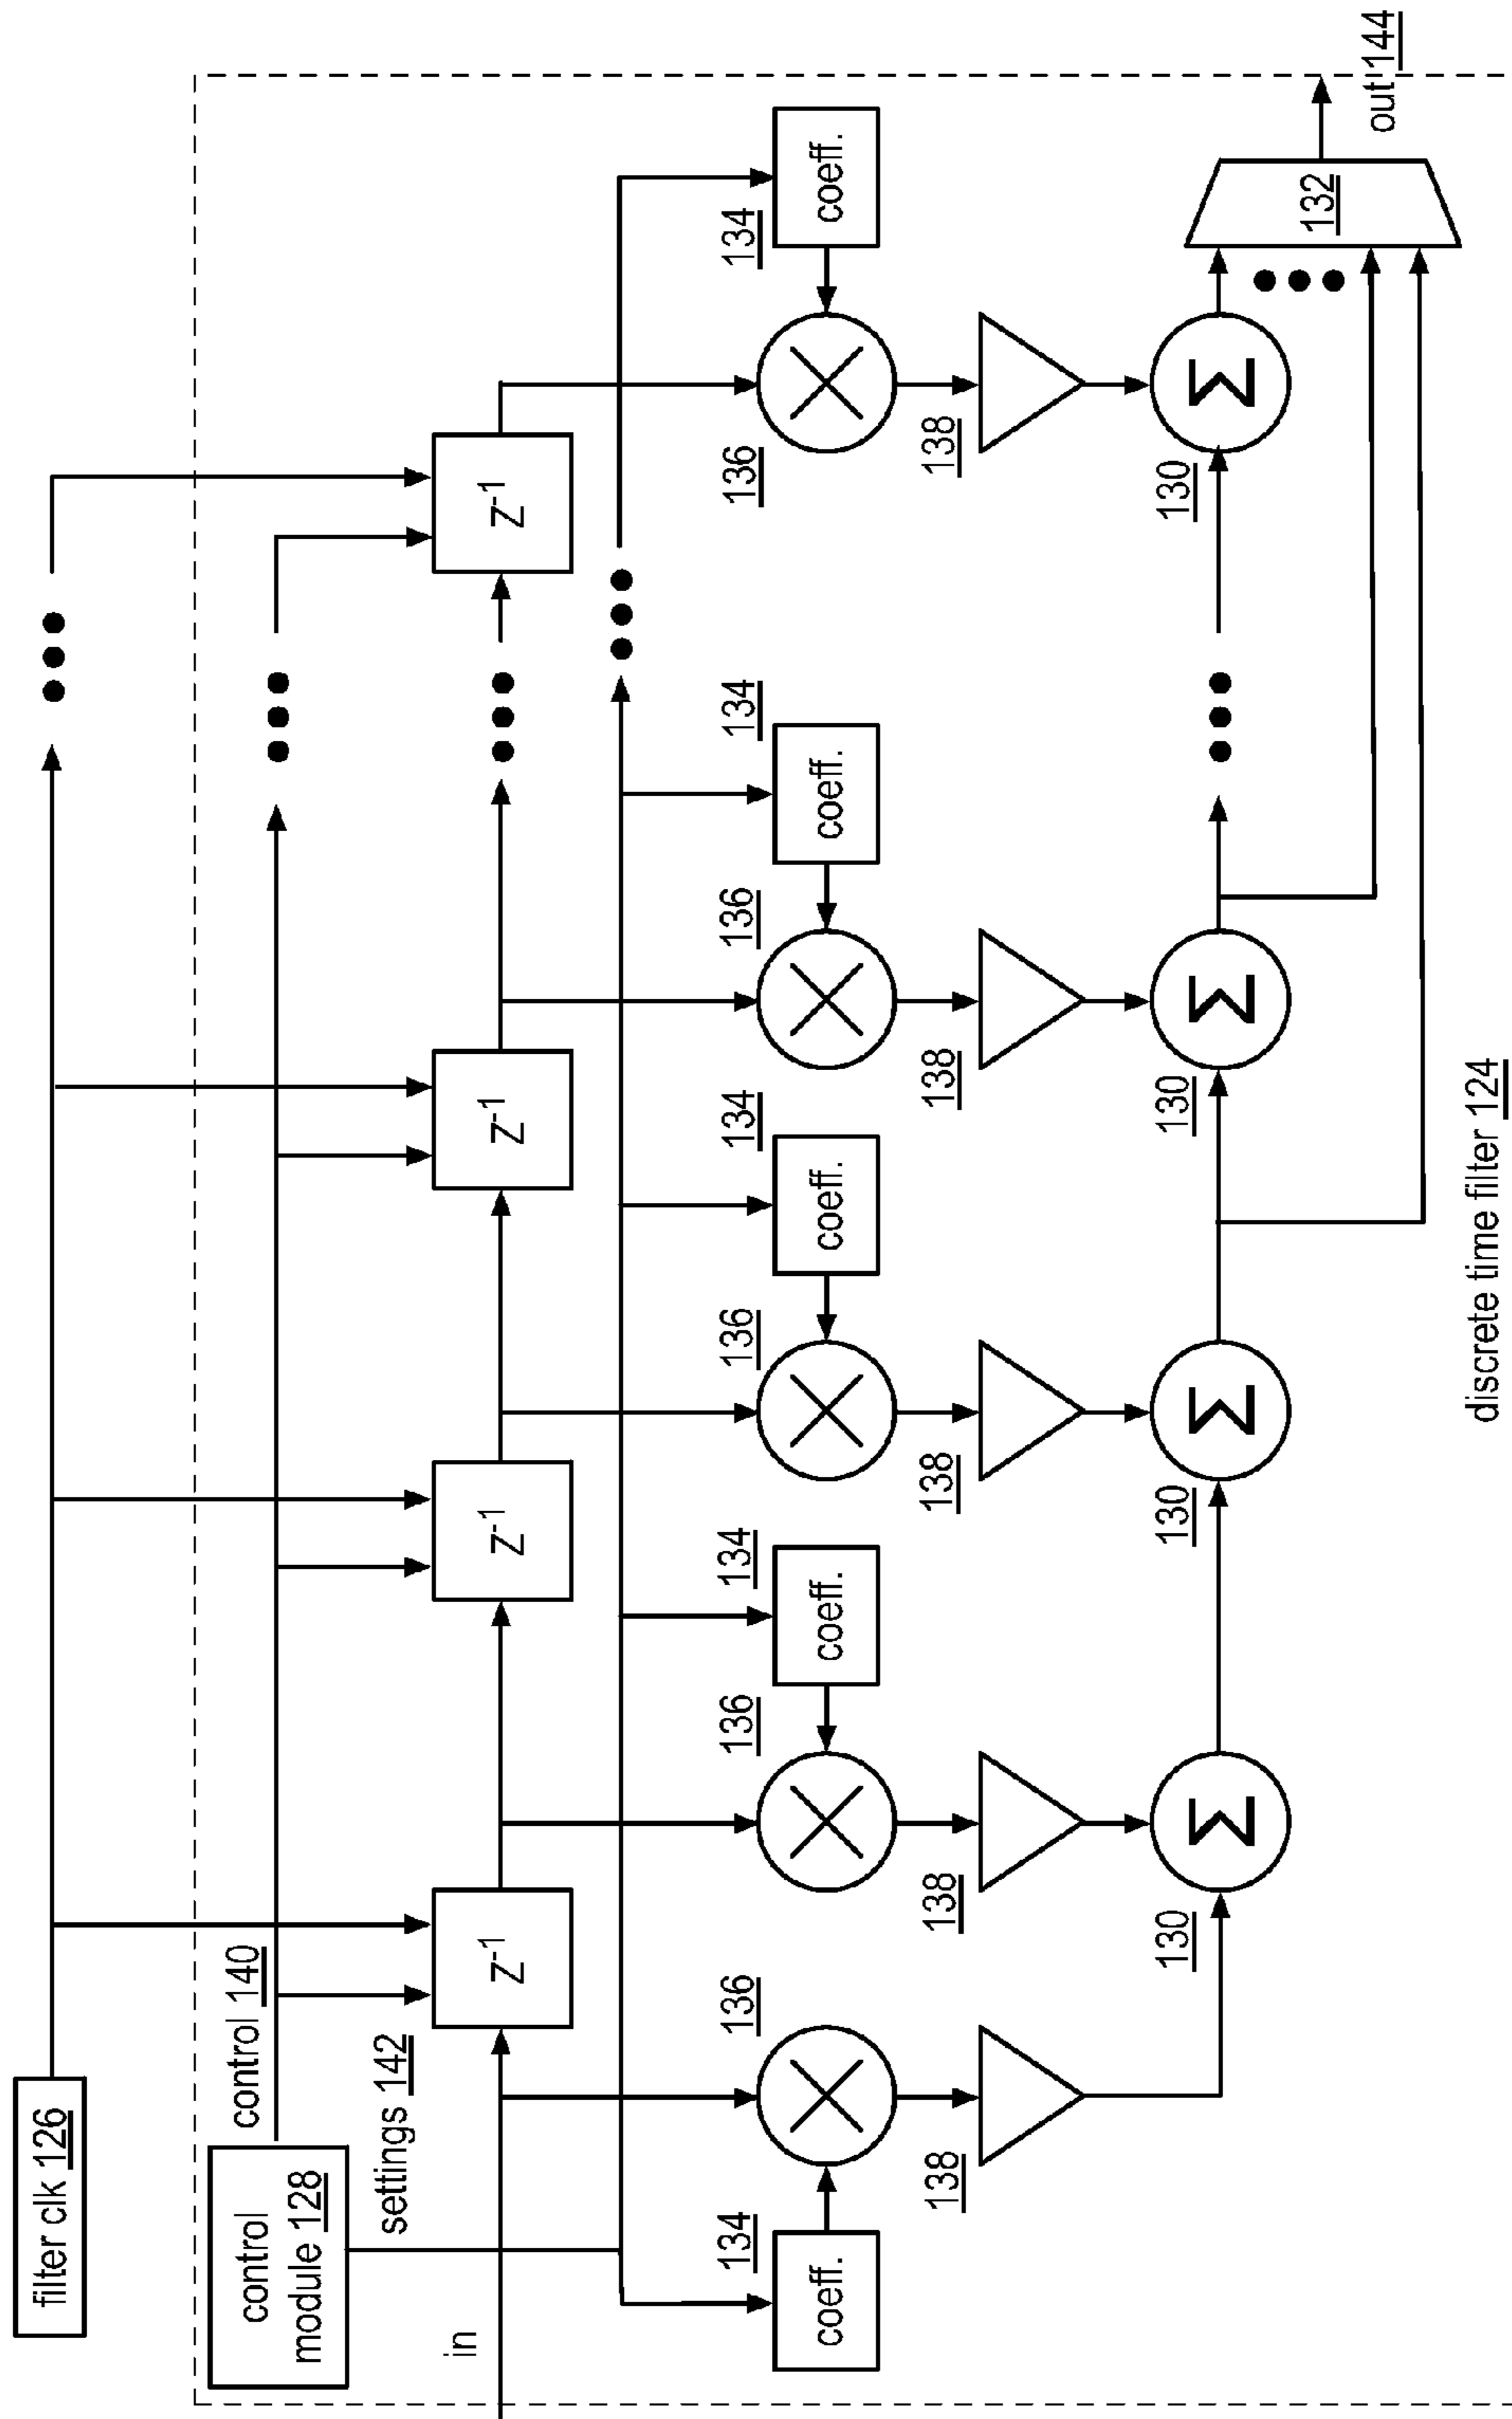 filter clk 126
control 140
control
module 128
settings 142
in
z-1
z-1
z-1
z-1
134
coeff.
136
136
134
coeff.
136
134
coeff.
136
134
coeff.
136
134
coeff.
138
138
138
138
138
130
Σ
130
Σ
130
Σ
130
Σ
132
out 144
discrete time filter 124